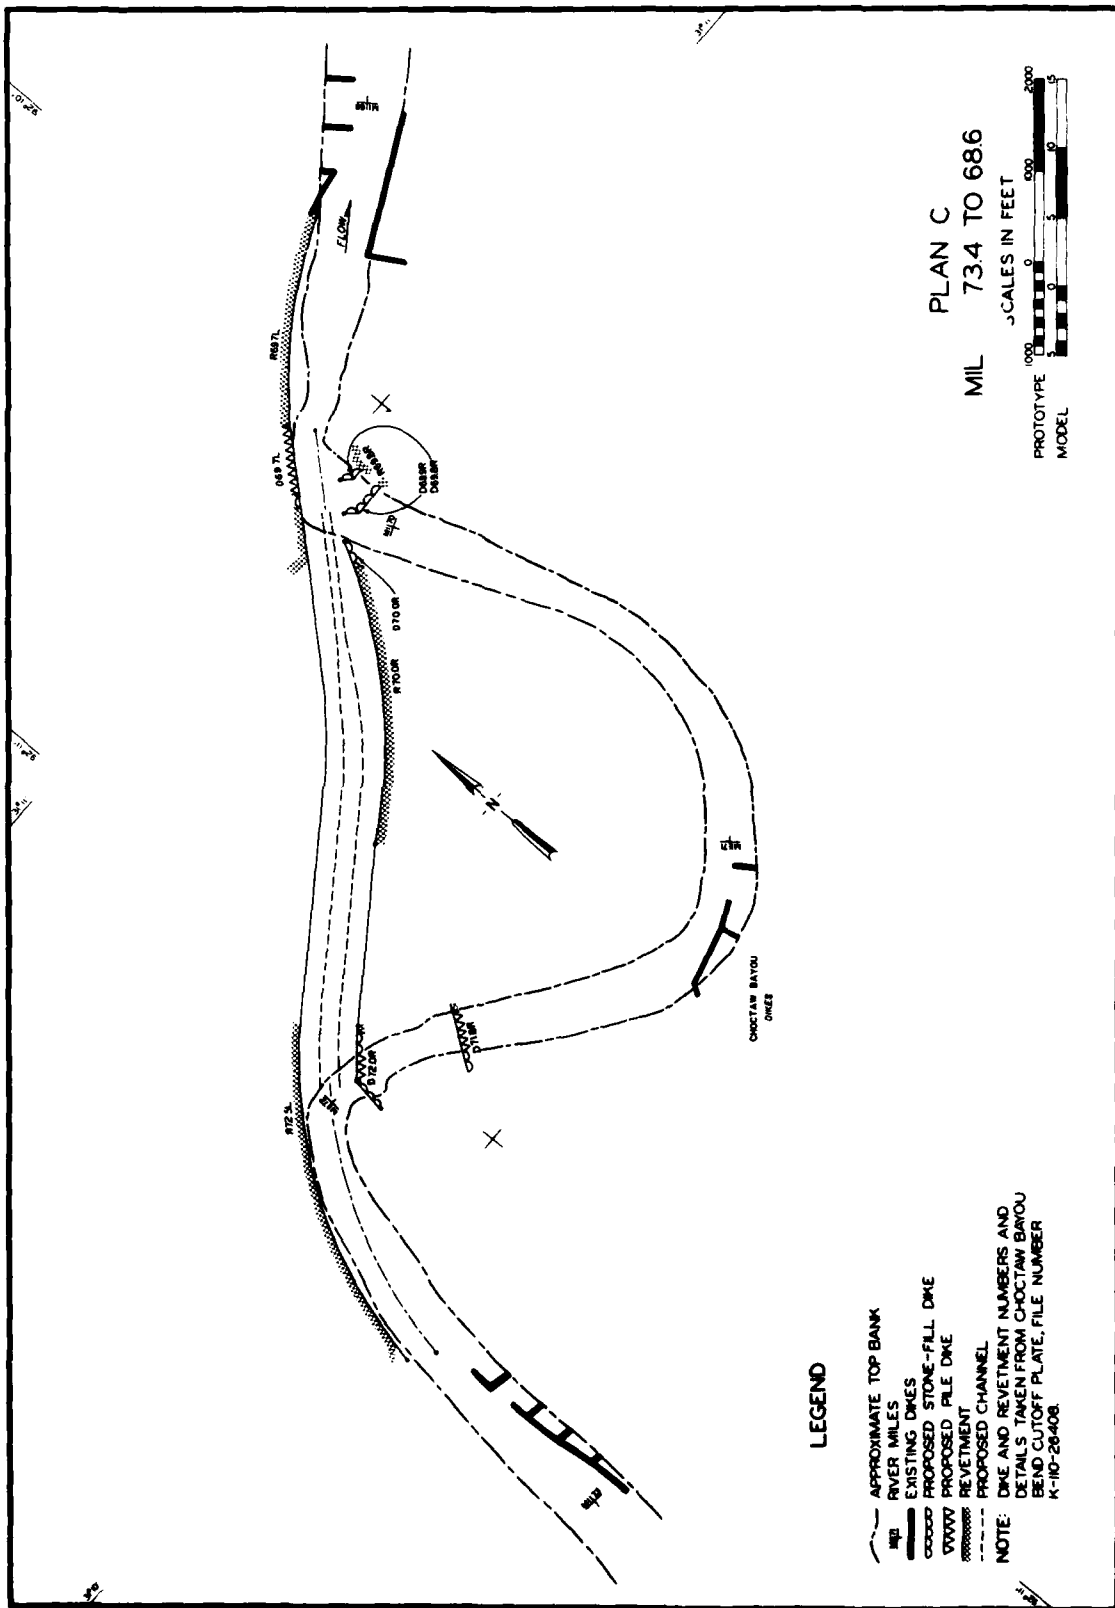 PLAN C
MIL 73.4 TO 68.6
SCALES IN FEET
PROTOTYPE 1000 0 1000 2000
MODEL 5 0 5 10 15
FLOW
R69.7L
D69.7L
D69.8R
D70.0R
R70.0R
N
R72.5L
D72.0R
D71.8R
CHOCTAW BAYOU
DIKES
LEGEND
APPROXIMATE TOP BANK
RIVER MILES
EXISTING DIKES
PROPOSED STONE-FILL DIKE
PROPOSED PILE DIKE
REVETMENT
PROPOSED CHANNEL
NOTE: DIKE AND REVETMENT NUMBERS AND
DETAILS TAKEN FROM CHOCTAW BAYOU
BEND CUTOFF PLATE, FILE NUMBER
K-110-26408.